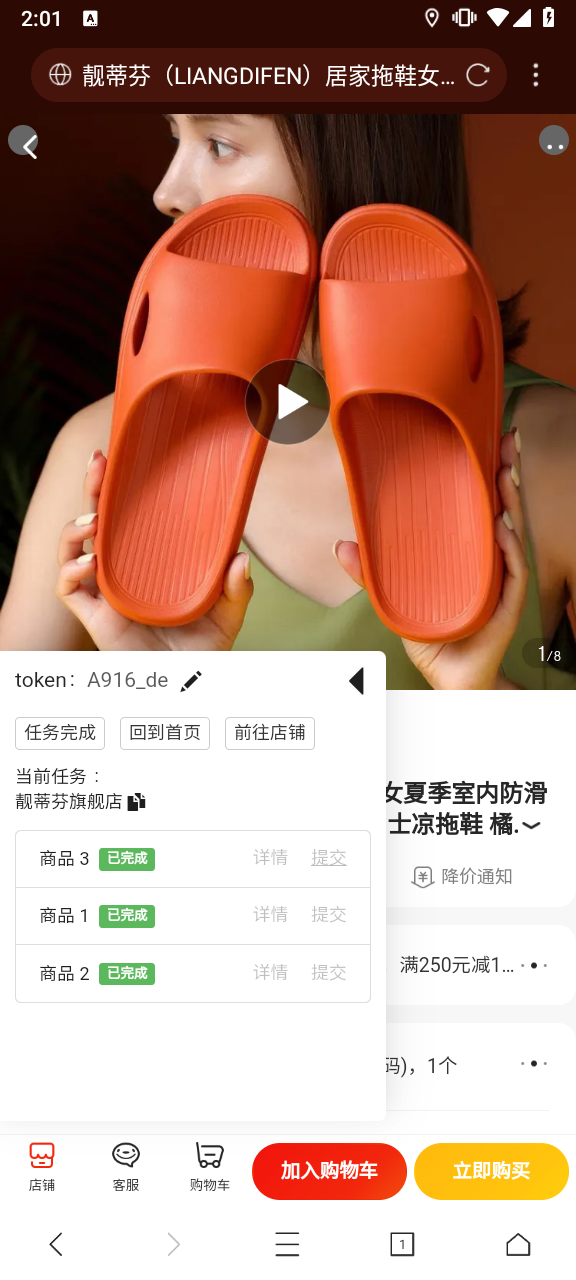 2:01
A
靓蒂芬（LIANGDIFEN）居家拖鞋女...
1/8
token： A916_de
任务完成
回到首页
前往店铺
当前任务：
靓蒂芬旗舰店
商品 3 已完成 详情 提交
商品 1 已完成 详情 提交
商品 2 已完成 详情 提交
女夏季室内防滑
士凉拖鞋 橘.
降价通知
满250元减1...
码)，1个
店铺
客服
购物车
加入购物车
立即购买
1